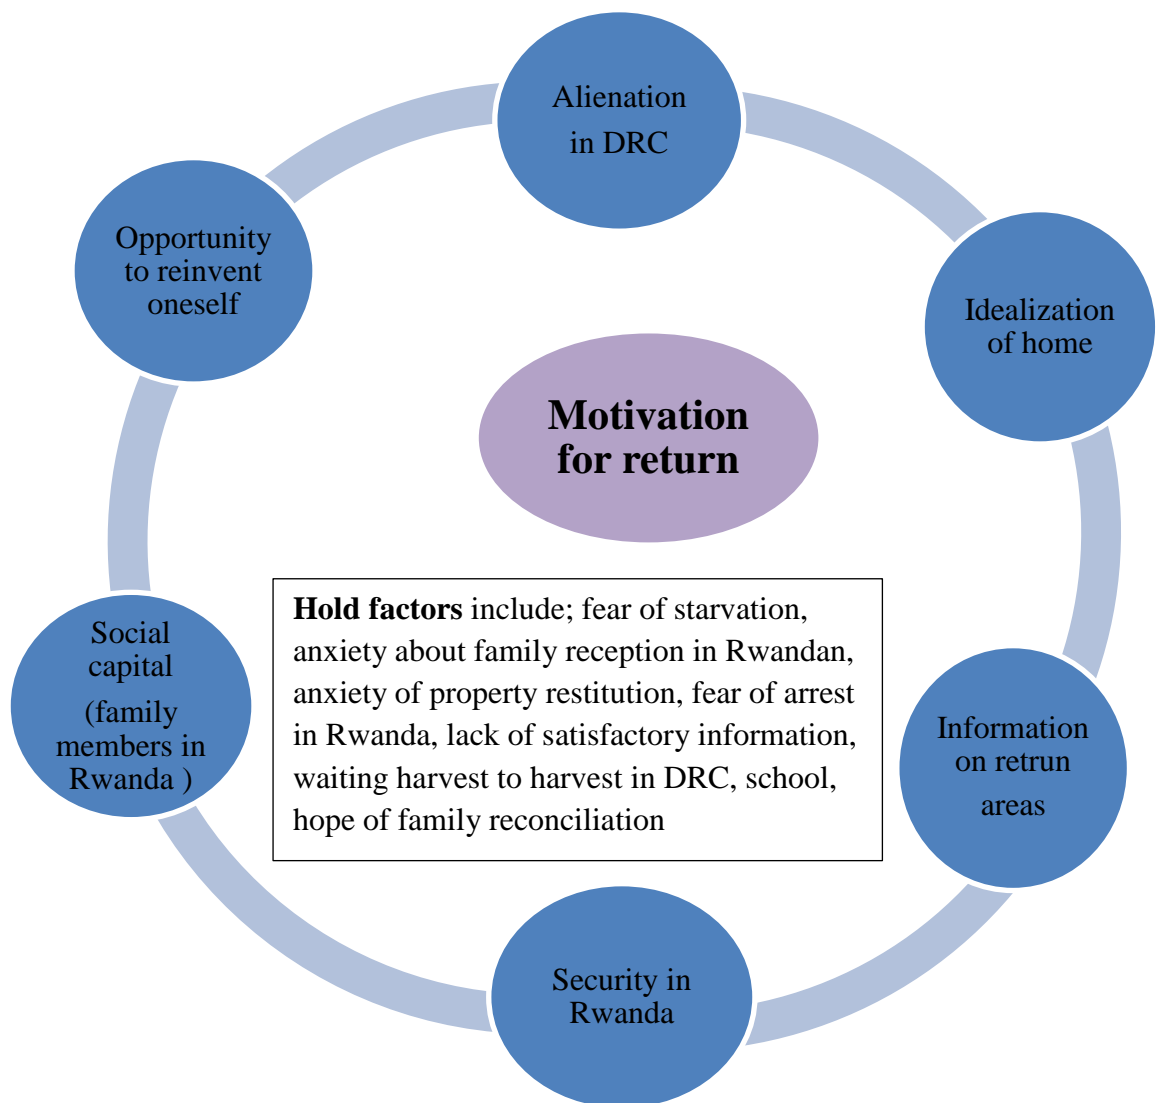 Alienation
in DRC
Opportunity
to reinvent
oneself
Idealization
of home
Motivation
for return
Hold factors include; fear of starvation,
anxiety about family reception in Rwandan,
anxiety of property restitution, fear of arrest
in Rwanda, lack of satisfactory information,
waiting harvest to harvest in DRC, school,
hope of family reconciliation
Social
capital
(family
members in
Rwanda )
Information
on retrun
areas
Security in
Rwanda